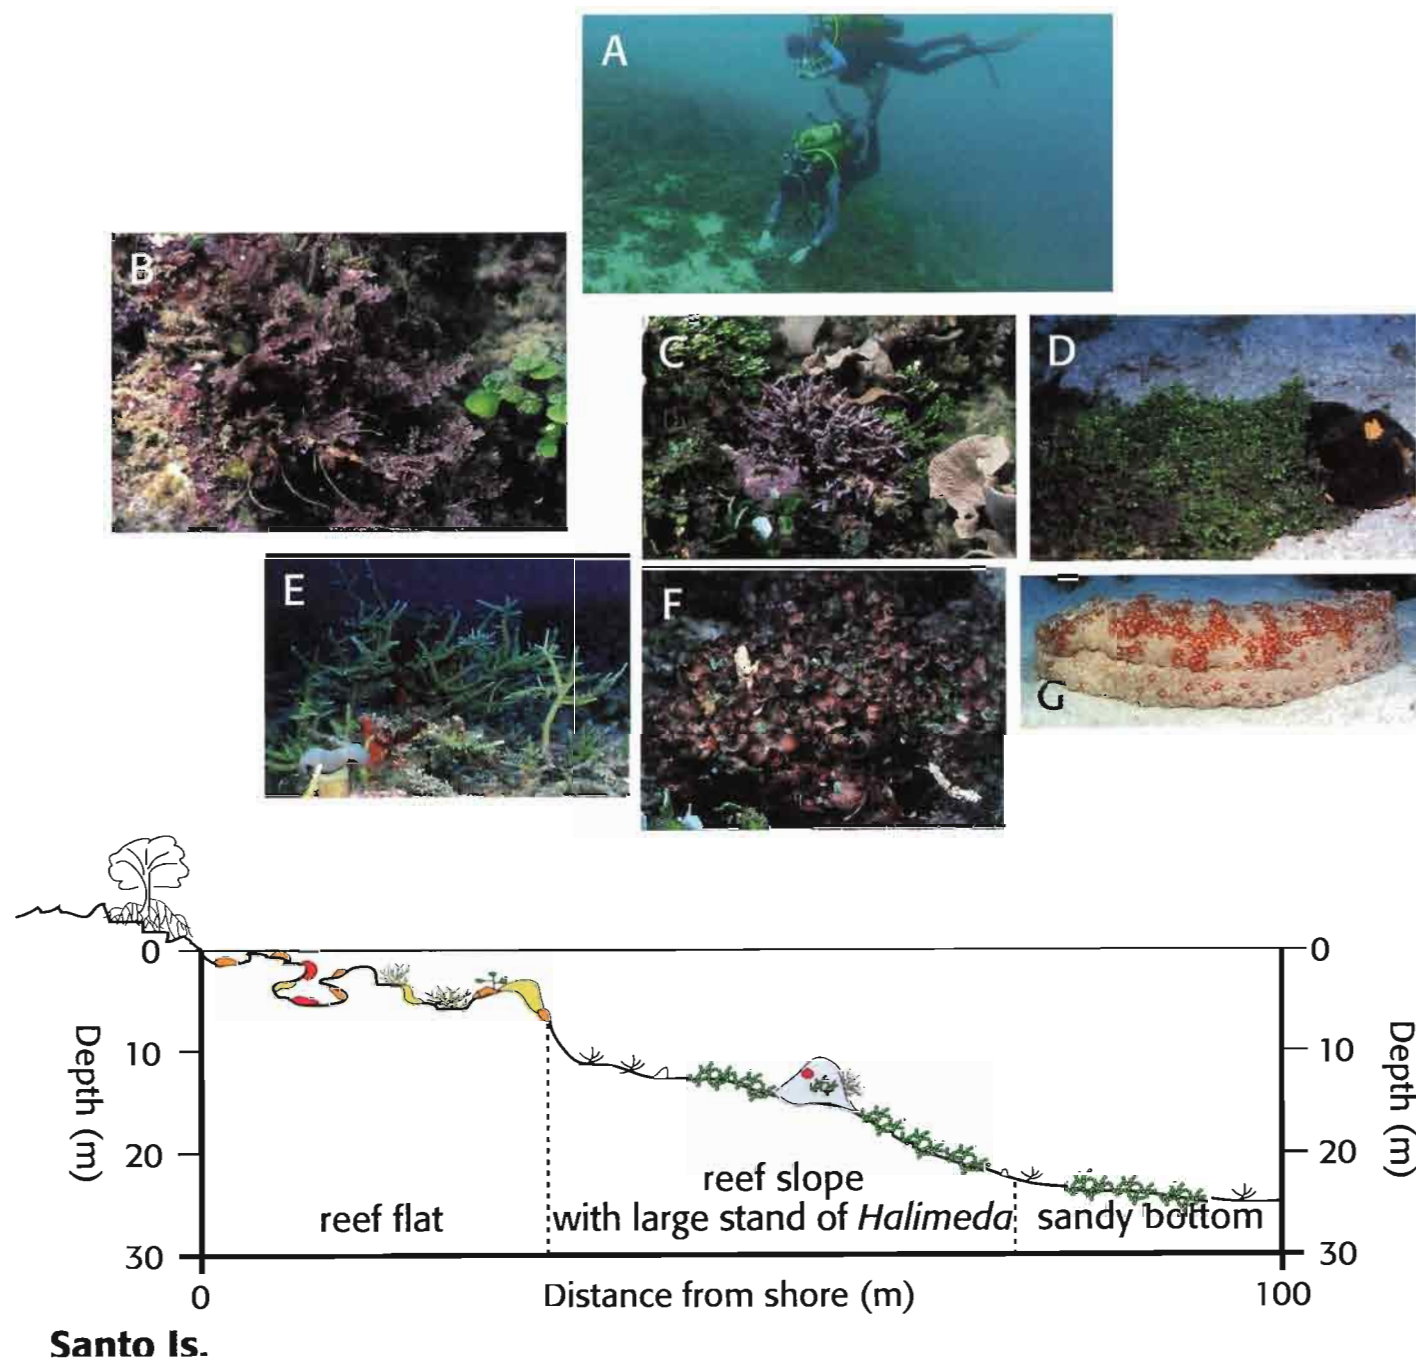 A
B
C
D
E
F
G
0
0
10
10
20
20
30
30
Depth (m)
Depth (m)
reef flat
reef slope
with large stand of Halimeda
sandy bottom
0
Distance from shore (m)
100
Santo Is.